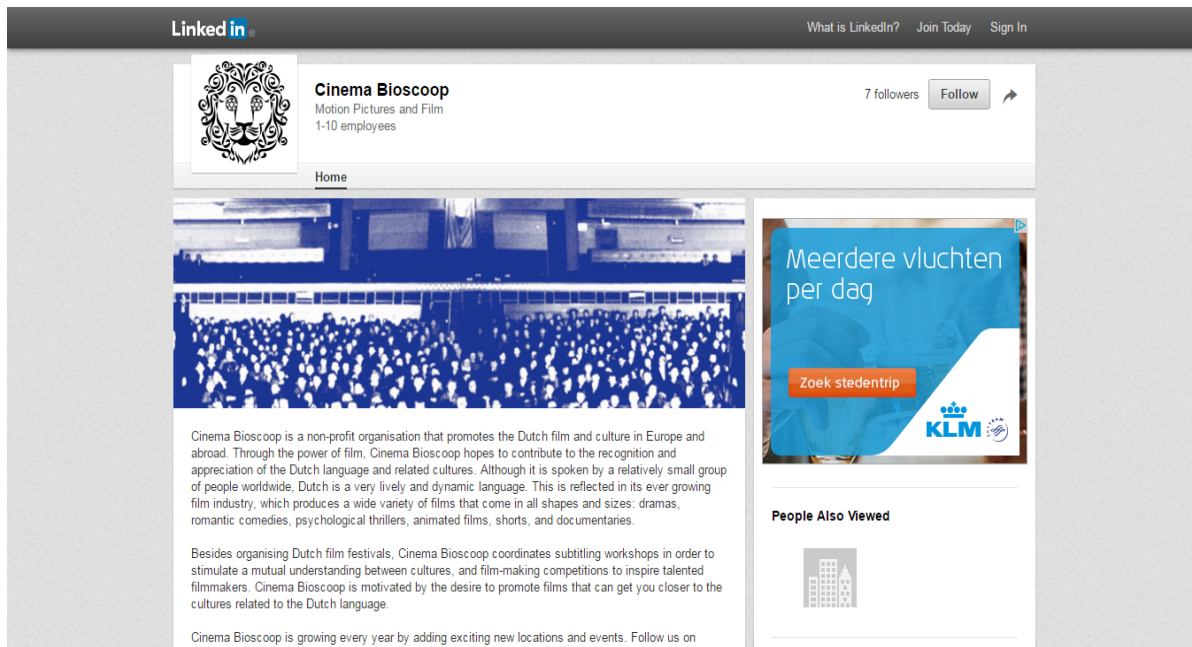 Linked in ®
What is LinkedIn? Join Today Sign In
Cinema Bioscoop
Motion Pictures and Film
1-10 employees
7 followers Follow
Home
Cinema Bioscoop is a non-profit organisation that promotes the Dutch film and culture in Europe and
abroad. Through the power of film, Cinema Bioscoop hopes to contribute to the recognition and
appreciation of the Dutch language and related cultures. Although it is spoken by a relatively small group
of people worldwide, Dutch is a very lively and dynamic language. This is reflected in its ever growing
film industry, which produces a wide variety of films that come in all shapes and sizes: dramas,
romantic comedies, psychological thrillers, animated films, shorts, and documentaries.
Besides organising Dutch film festivals, Cinema Bioscoop coordinates subtitling workshops in order to
stimulate a mutual understanding between cultures, and film-making competitions to inspire talented
filmmakers. Cinema Bioscoop is motivated by the desire to promote films that can get you closer to the
cultures related to the Dutch language.
Cinema Bioscoop is growing every year by adding exciting new locations and events. Follow us on
Meerdere vluchten
per dag
Zoek stedentrip
KLM
People Also Viewed